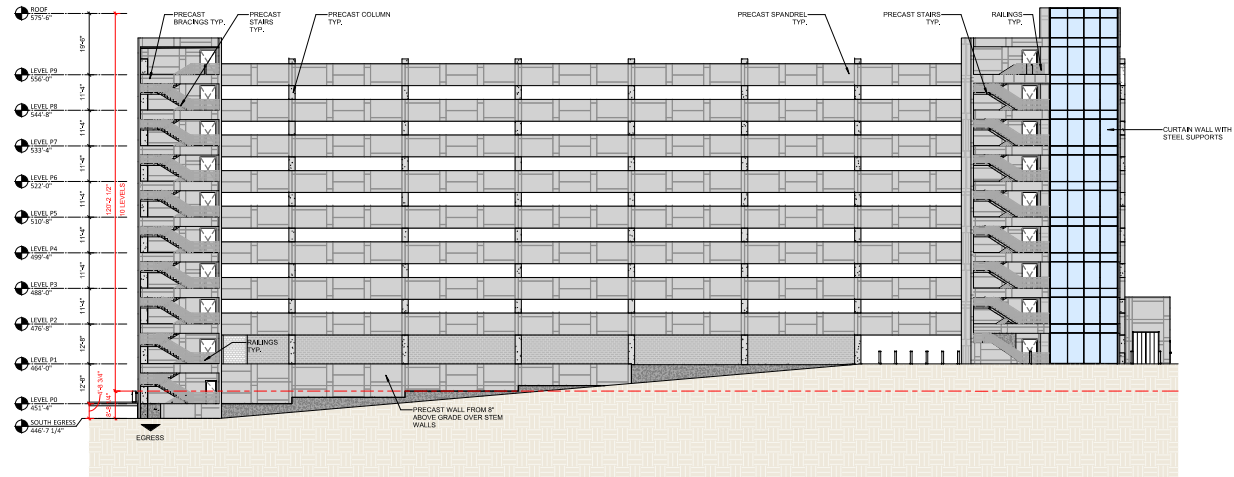 ROOF
575'-6"
PRECAST
BRACINGS TYP.
PRECAST
STAIRS
TYP.
PRECAST COLUMN
TYP.
PRECAST SPANDREL
TYP.
PRECAST STAIRS
TYP.
RAILINGS
TYP.
19'-6"
LEVEL P9
556'-0"
11'-4"
LEVEL P8
544'-8"
11'-4"
CURTAIN WALL WITH
STEEL SUPPORTS
LEVEL P7
533'-4"
11'-4"
LEVEL P6
522'-0"
11'-4"
120'-2 1/2"
10 LEVELS
LEVEL P5
510'-8"
11'-4"
LEVEL P4
499'-4"
11'-4"
LEVEL P3
488'-0"
11'-4"
LEVEL P2
476'-8"
12'-8"
RAILINGS
TYP.
LEVEL P1
464'-0"
LEVEL P0
451'-4"
PRECAST WALL FROM 8"
ABOVE GRADE OVER STEM
WALLS
SOUTH EGRESS
446'-7 1/4"
EGRESS